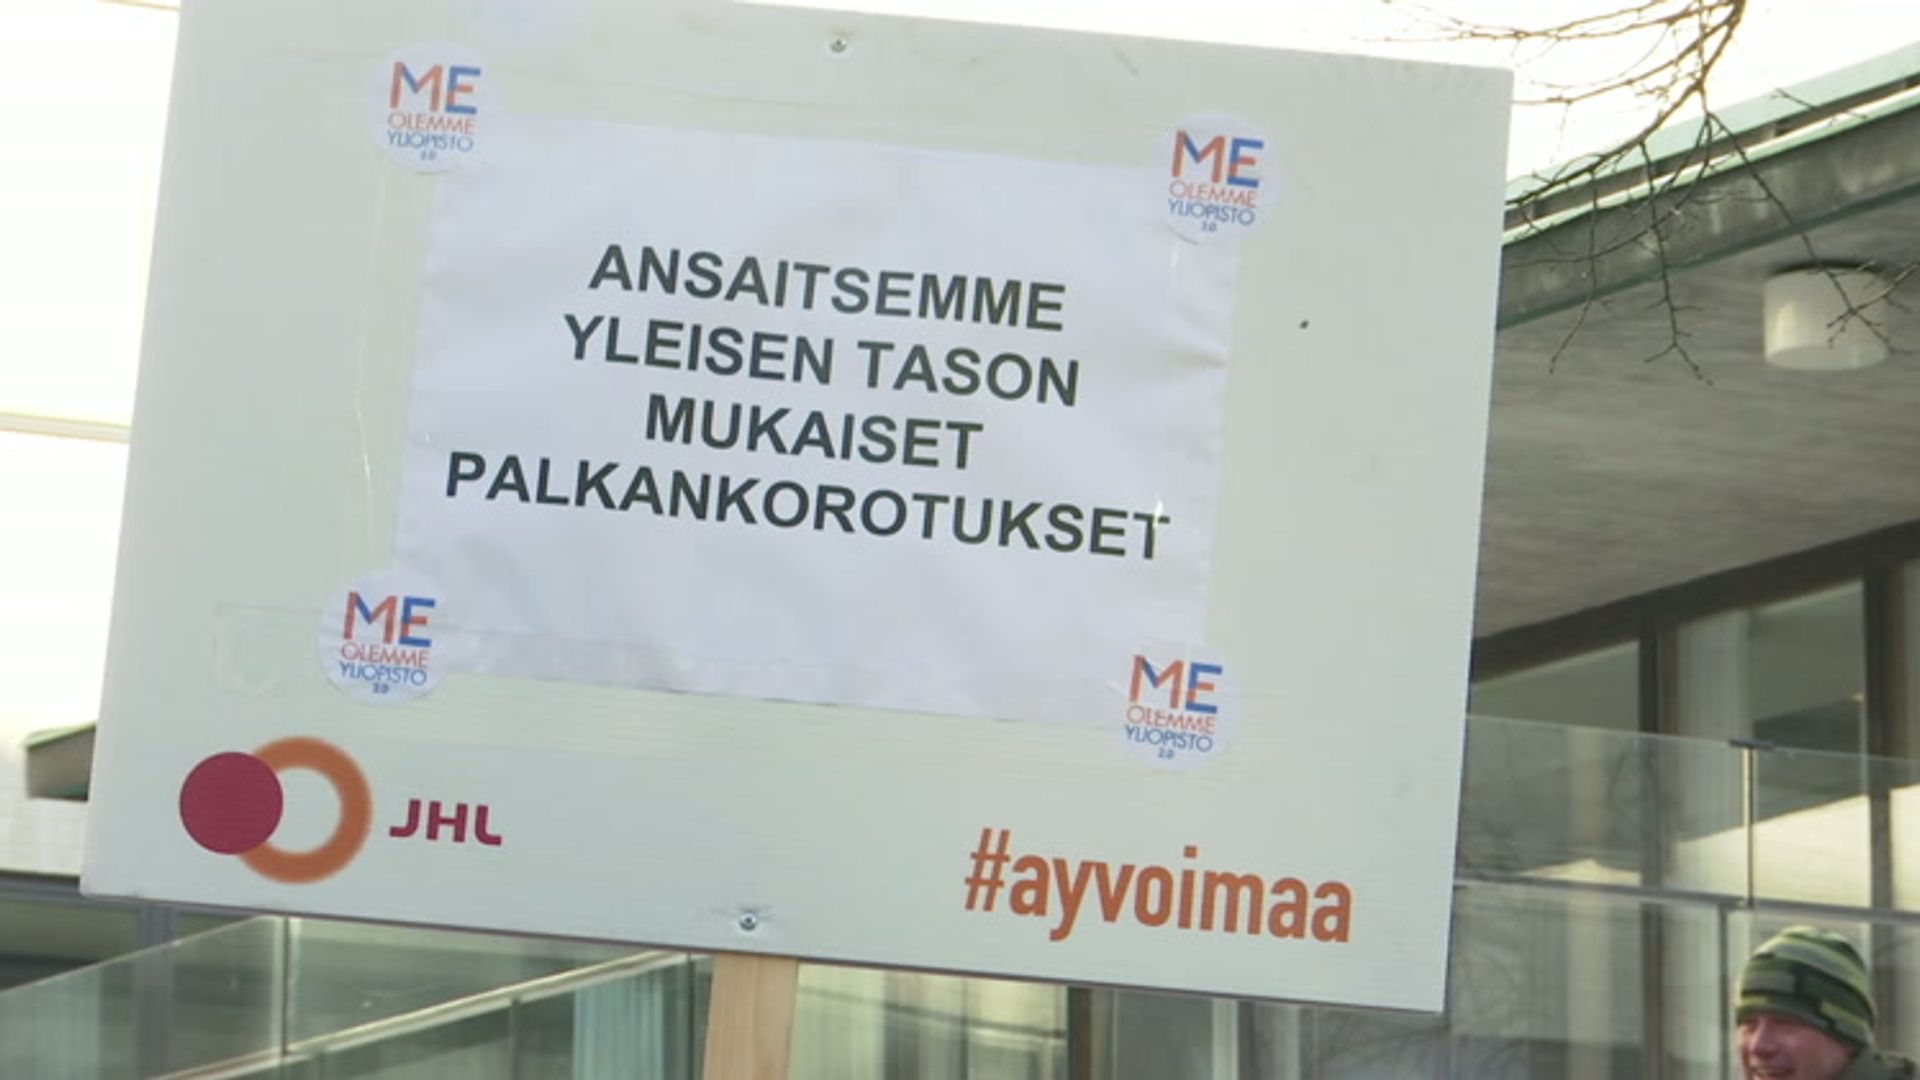 ME
OLEMME
YLIOPISTO
2.0
ME
OLEMME
YLIOPISTO
2.0
ANSAITSEMME
YLEISEN TASON
MUKAISET
PALKANKOROTUKSET
ME
OLEMME
YLIOPISTO
2.0
ME
OLEMME
YLIOPISTO
2.0
JHL
#ayvoimaa